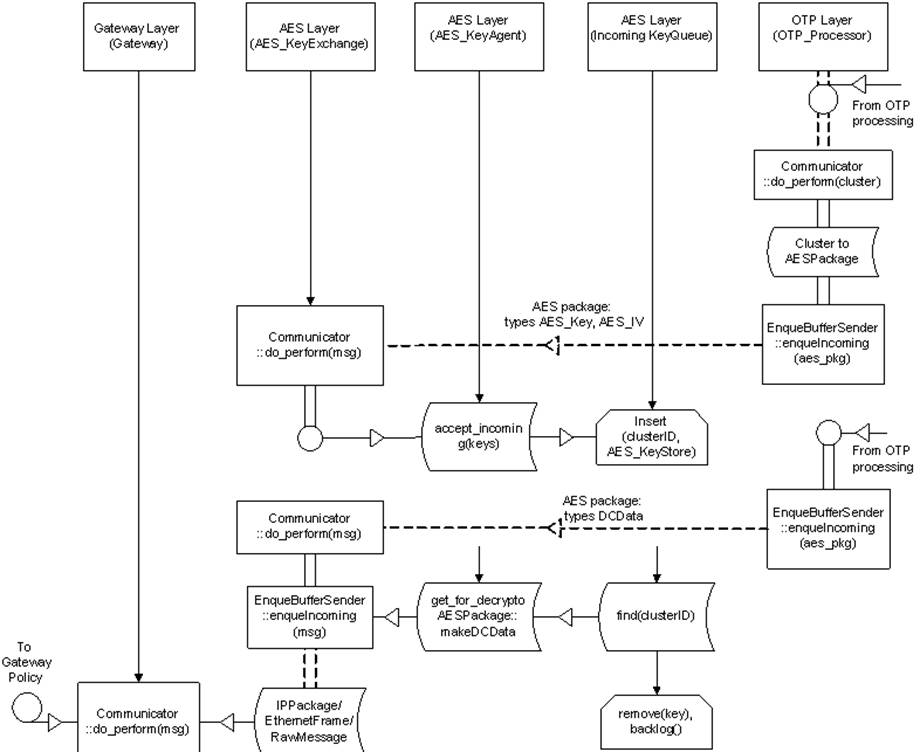 Gateway Layer
(Gateway)
AES Layer
(AES_KeyExchange)
AES Layer
(AES_KeyAgent)
AES Layer
(Incoming KeyQueue)
OTP Layer
(OTP_Processor)
From OTP
processing
Communicator
::do_perform(cluster)
Cluster to
AESPackage
AES package:
types AES_Key, AES_IV
Communicator
::do_perform(msg)
EnqueBufferSender
::enqueIncoming
(aes_pkg)
accept_incomin
g(keys)
Insert
(clusterID,
AES_KeyStore)
From OTP
processing
AES package:
types DCData
Communicator
::do_perform(msg)
EnqueBufferSender
::enqueIncoming
(aes_pkg)
EnqueBufferSender
::enqueIncoming
(msg)
get_for_decrypto
AESPackage::
makeDCData
find(clusterID)
To
Gateway
Policy
Communicator
::do_perform(msg)
IPPackage/
EthernetFrame/
RawMessage
remove(key),
backlog()